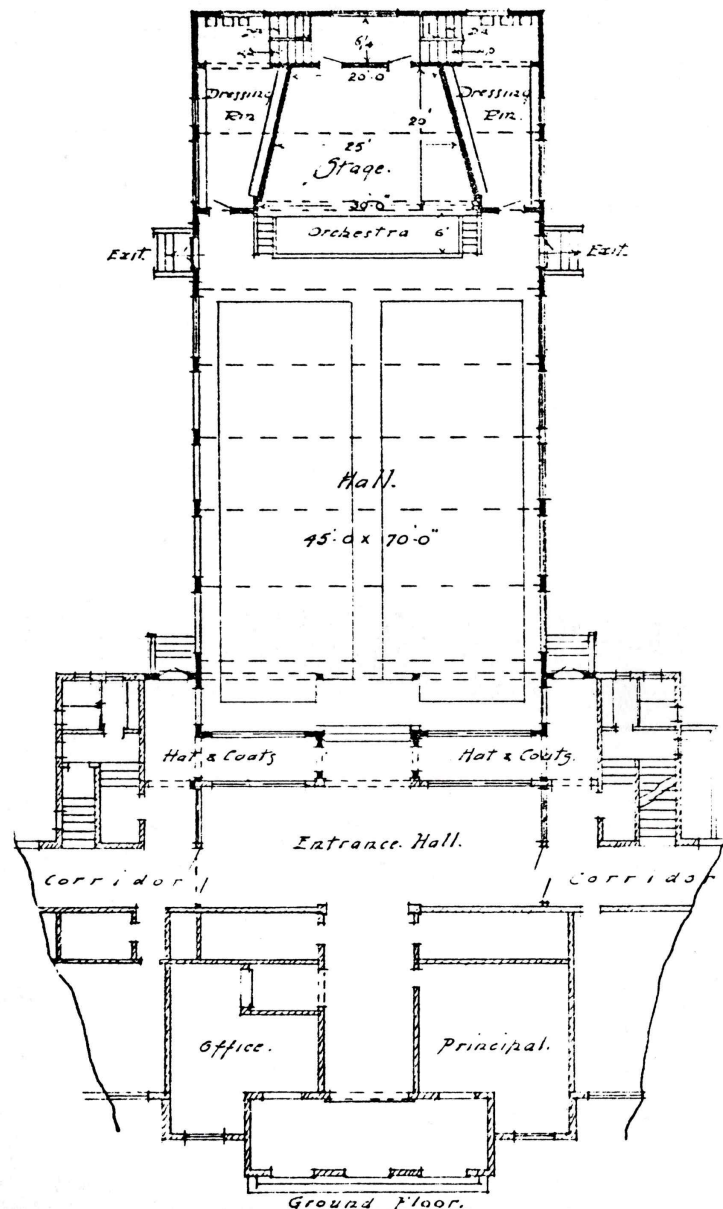 6'
20'-0
Dressing
Rm
Dressing
Rm.
20'
25'
Stage.
30'-0"
Orchestra
6'
Exit.
Exit.
Hall.
45'-0 x 70'-0"
Hat & Coats
Hat & Coats.
Entrance Hall.
Corridor
Corridor
Office.
Principal.
Ground Floor.